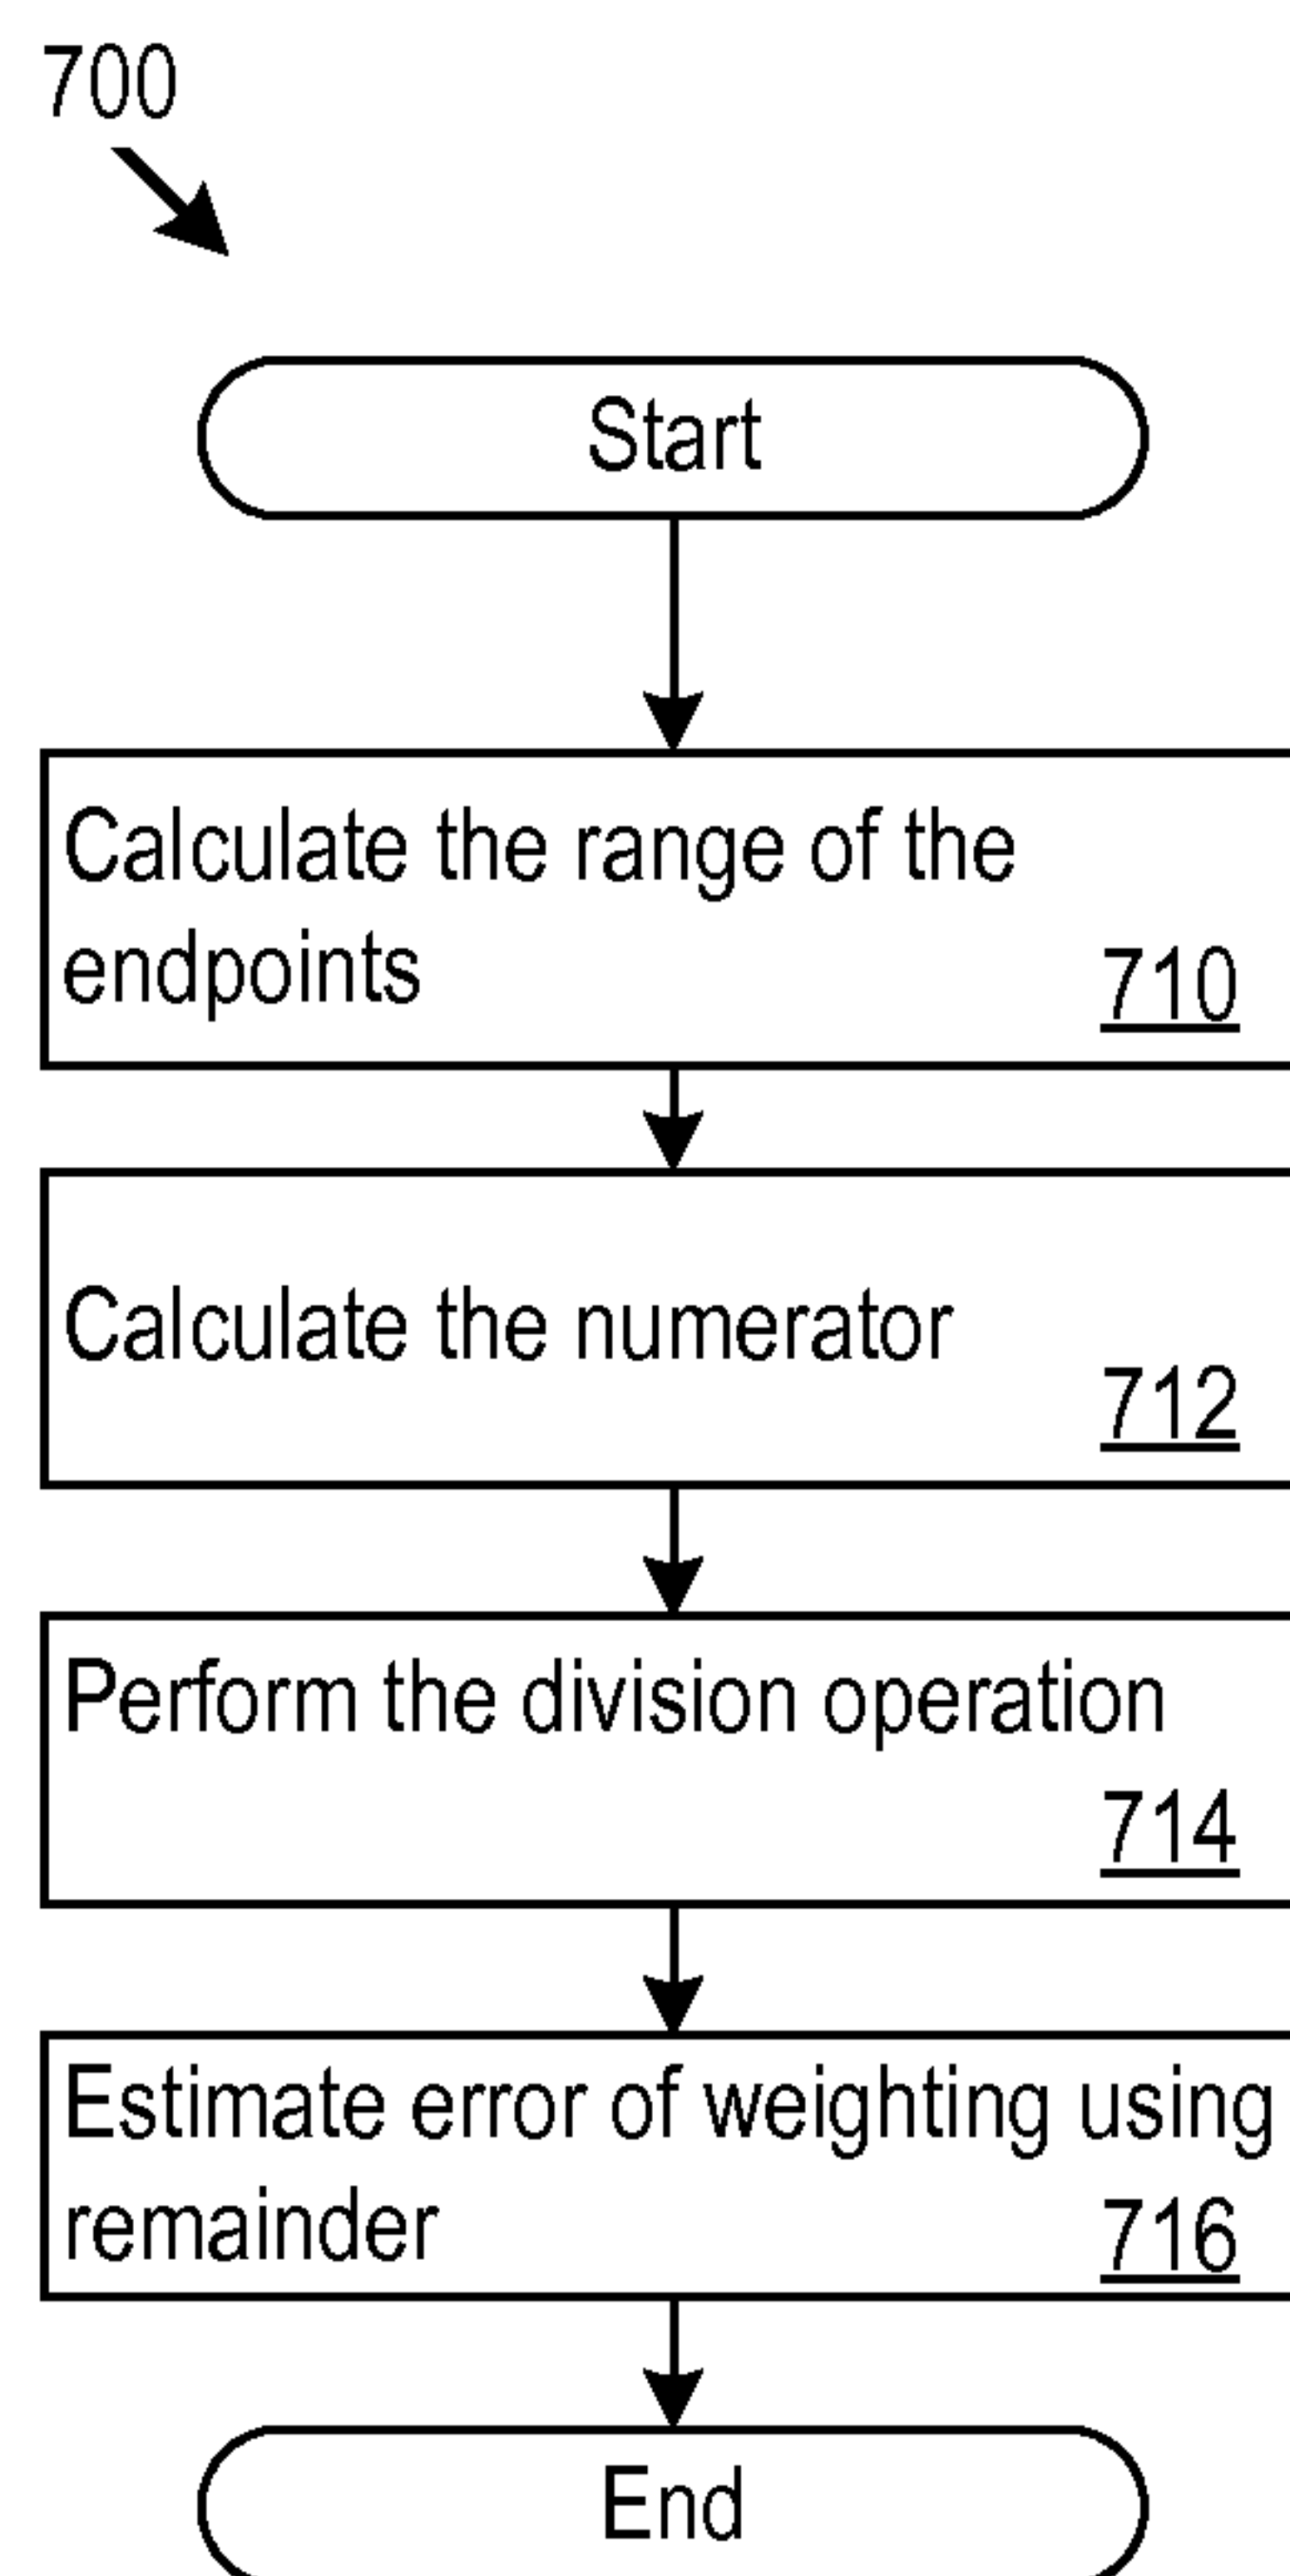 700
Start
Calculate the range of the
endpoints
710
Calculate the numerator
712
Perform the division operation
714
Estimate error of weighting using
remainder
716
End